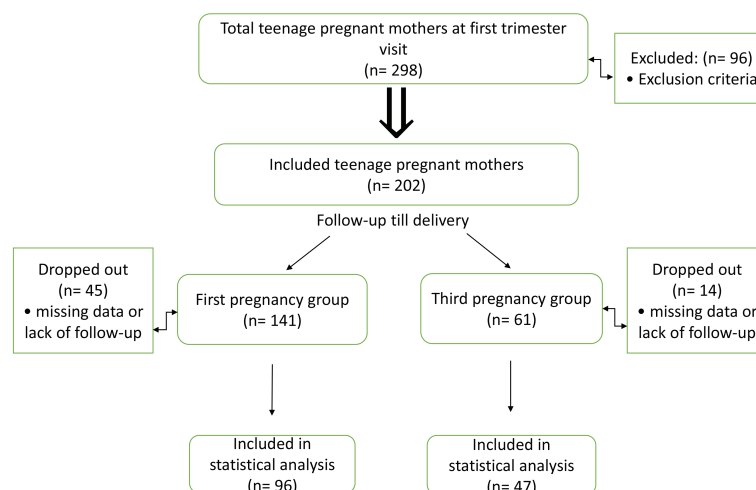 Total teenage pregnant mothers at first trimester
visit
(n= 298)
Excluded: (n= 96)
• Exclusion criteria
Included teenage pregnant mothers
(n= 202)
Follow-up till delivery
Dropped out
(n= 45)
• missing data or
lack of follow-up
First pregnancy group
(n= 141)
Third pregnancy group
(n= 61)
Dropped out
(n= 14)
• missing data or
lack of follow-up
Included in
statistical analysis
(n= 96)
Included in
statistical analysis
(n= 47)